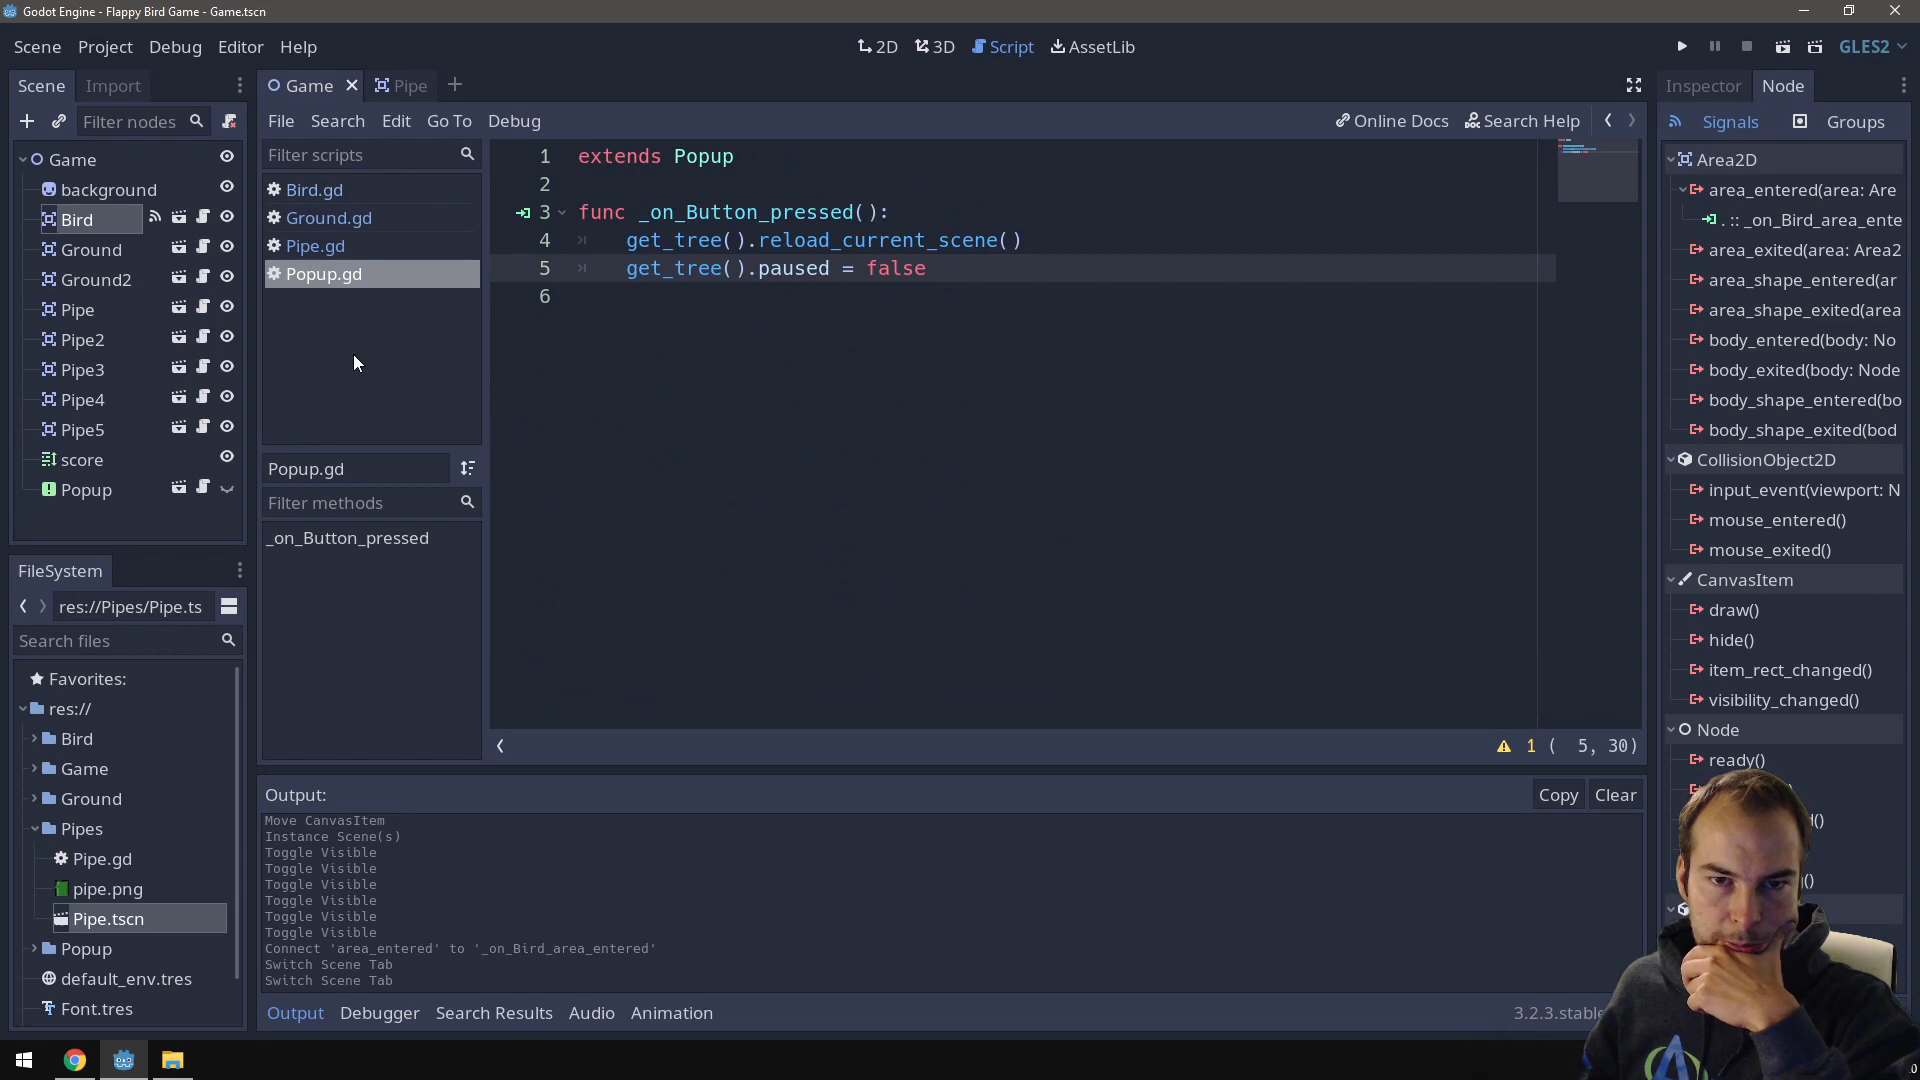 Godot Engine - Flappy Bird Game - Game.tscn
Scene Project Debug Editor Help
2D 3D Script AssetLib
GLES2
Scene Import
Game Pipe
Inspector Node
Filter nodes
File Search Edit Go To Debug
Online Docs Search Help
Signals Groups
Game
background
Bird
Ground
Ground2
Pipe
Pipe2
Pipe3
Pipe4
Pipe5
score
Popup
Filter scripts
Bird.gd
Ground.gd
Pipe.gd
Popup.gd
Popup.gd
Filter methods
_on_Button_pressed
1 extends Popup
2
3 func _on_Button_pressed():
4 get_tree().reload_current_scene()
5 get_tree().paused = false
6
1 ( 5, 30)
Area2D
area_entered(area: Are
. :: _on_Bird_area_ente
area_exited(area: Area2
area_shape_entered(ar
area_shape_exited(area
body_entered(body: No
body_exited(body: Node
body_shape_entered(bo
body_shape_exited(bod
CollisionObject2D
input_event(viewport: N
mouse_entered()
mouse_exited()
CanvasItem
draw()
hide()
item_rect_changed()
visibility_changed()
Node
ready()
FileSystem
res://Pipes/Pipe.ts
Search files
Favorites:
res://
Bird
Game
Ground
Pipes
Pipe.gd
pipe.png
Pipe.tscn
Popup
default_env.tres
Font.tres
Output:
Copy Clear
Move CanvasItem
Instance Scene(s)
Toggle Visible
Toggle Visible
Toggle Visible
Toggle Visible
Toggle Visible
Toggle Visible
Connect 'area_entered' to '_on_Bird_area_entered'
Switch Scene Tab
Switch Scene Tab
Output Debugger Search Results Audio Animation
3.2.3.stable